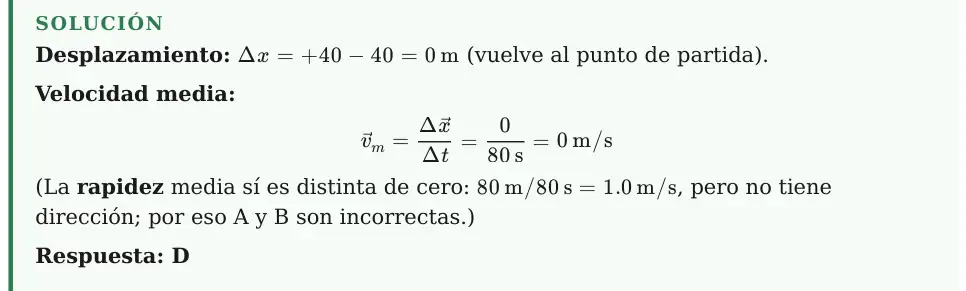 SOLUCIÓN
Desplazamiento: Δx = +40 − 40 = 0 m (vuelve al punto de partida).
Velocidad media:
v⃗ₘ = Δx⃗ / Δt = 0 / 80 s = 0 m/s
(La rapidez media sí es distinta de cero: 80 m/80 s = 1.0 m/s, pero no tiene
dirección; por eso A y B son incorrectas.)
Respuesta: D